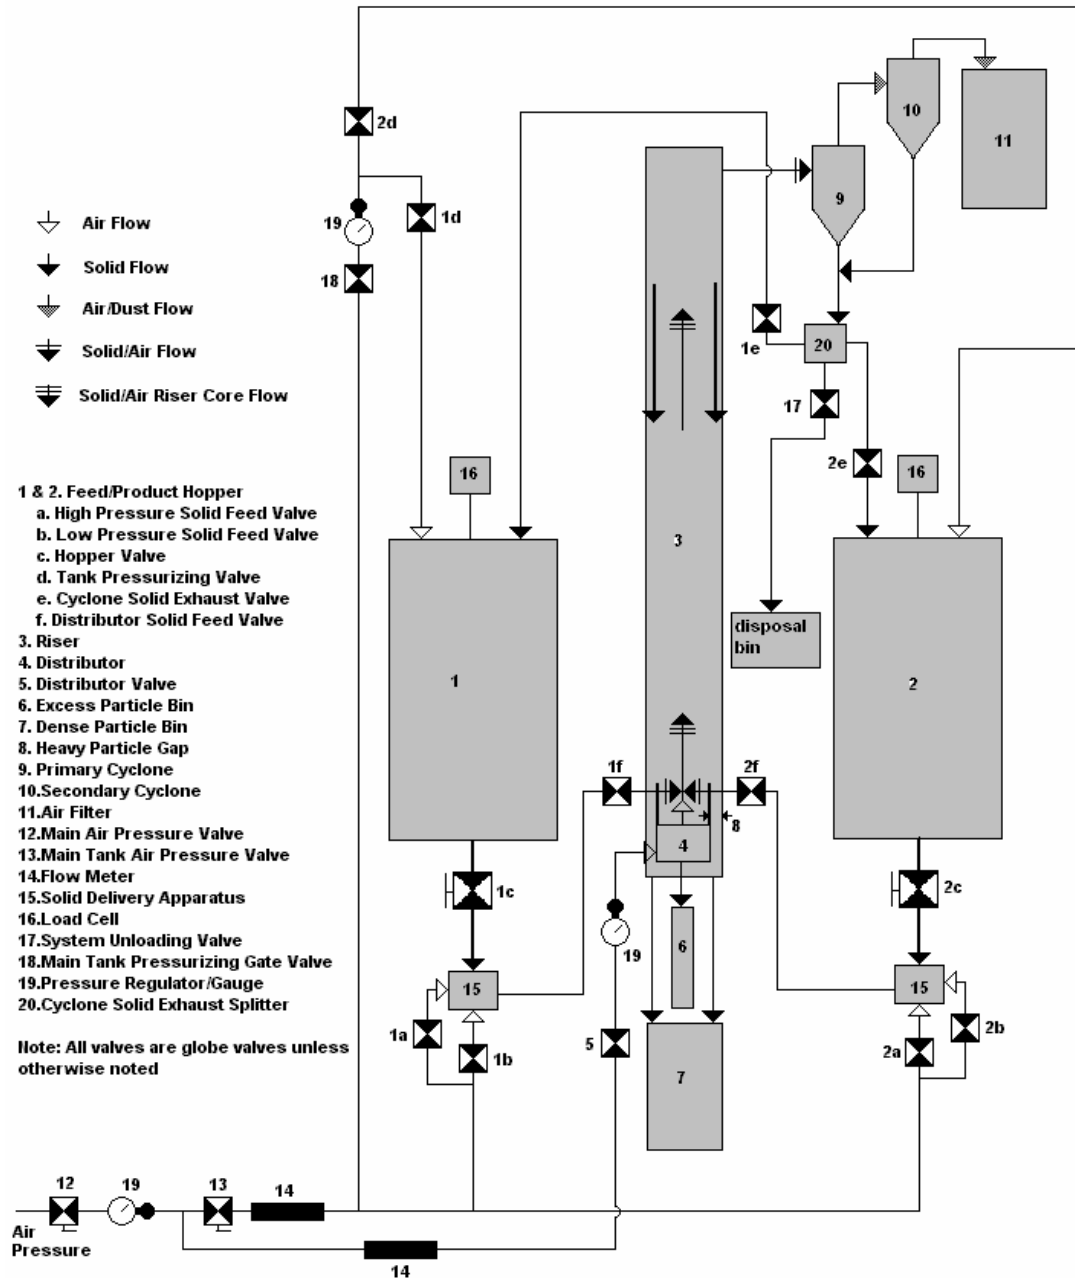 2d
10
11
9
19
1d
18
Air Flow
Solid Flow
Air/Dust Flow
Solid/Air Flow
Solid/Air Riser Core Flow
1e
20
17
2e
16
16
1 & 2. Feed/Product Hopper
a. High Pressure Solid Feed Valve
b. Low Pressure Solid Feed Valve
c. Hopper Valve
d. Tank Pressurizing Valve
e. Cyclone Solid Exhaust Valve
f. Distributor Solid Feed Valve
3. Riser
4. Distributor
5. Distributor Valve
6. Excess Particle Bin
7. Dense Particle Bin
8. Heavy Particle Gap
9. Primary Cyclone
10.Secondary Cyclone
11.Air Filter
12.Main Air Pressure Valve
13.Main Tank Air Pressure Valve
14.Flow Meter
15.Solid Delivery Apparatus
16.Load Cell
17.System Unloading Valve
18.Main Tank Pressurizing Gate Valve
19.Pressure Regulator/Gauge
20.Cyclone Solid Exhaust Splitter
Note: All valves are globe valves unless
otherwise noted
3
disposal
bin
1
2
1f
2f
8
4
1c
2c
6
19
15
15
1a
1b
5
2a
2b
7
12
19
13
14
Air
Pressure
14